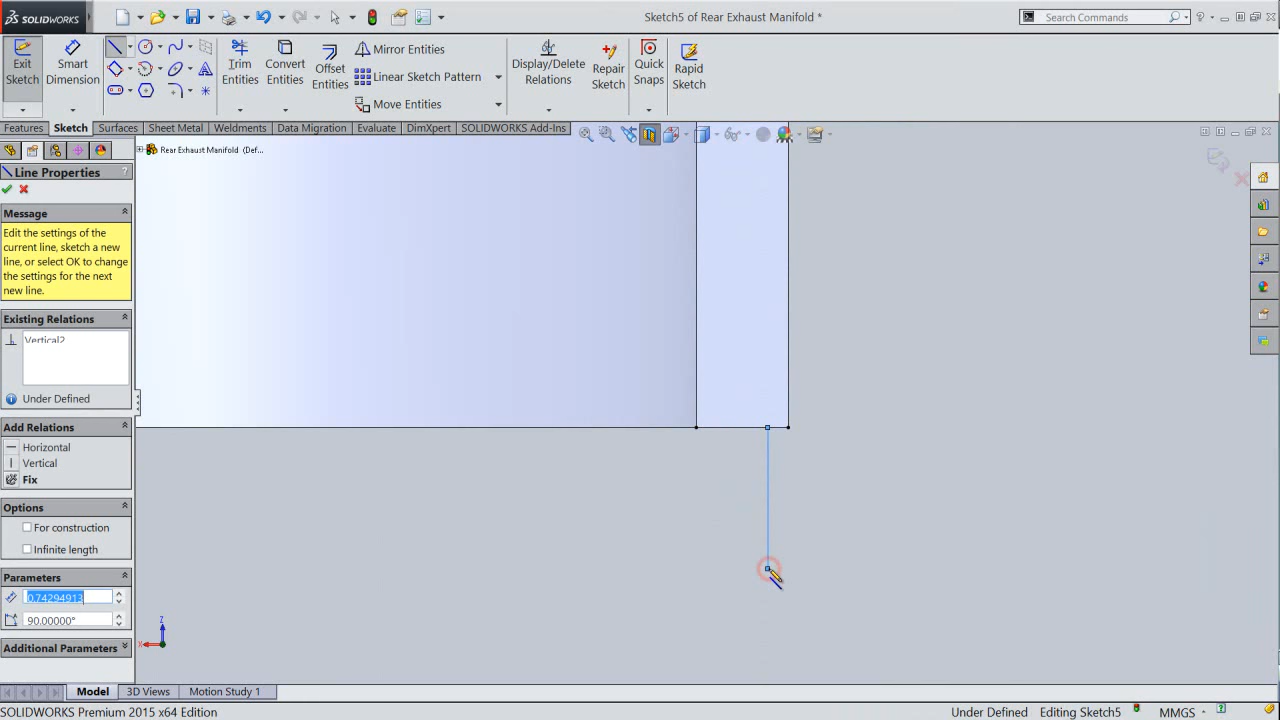 SOLIDWORKS
Sketch5 of Rear Exhaust Manifold *
Search Commands
Exit
Sketch
Smart
Dimension
Trim
Entities
Convert
Entities
Offset
Entities
Mirror Entities
Linear Sketch Pattern
Move Entities
Display/Delete
Relations
Repair
Sketch
Quick
Snaps
Rapid
Sketch
Features Sketch Surfaces Sheet Metal Weldments Data Migration Evaluate DimXpert SOLIDWORKS Add-Ins
Rear Exhaust Manifold (Def...
Line Properties ?
Message
Edit the settings of the
current line, sketch a new
line, or select OK to change
the settings for the next
new line.
Existing Relations
Vertical2
Under Defined
Add Relations
Horizontal
Vertical
Fix
Options
For construction
Infinite length
Parameters
0.74294913
90.00000°
Additional Parameters
Z
X
Model 3D Views Motion Study 1
SOLIDWORKS Premium 2015 x64 Edition Under Defined Editing Sketch5 MMGS